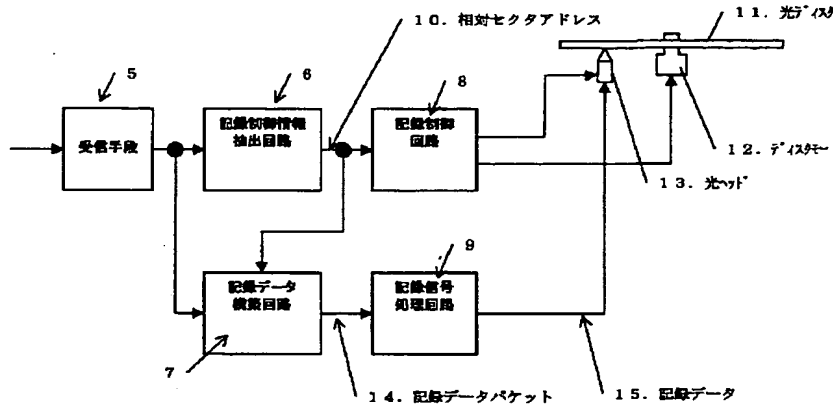 10．相対セクタアドレス
11．光ディスク
5
6
8
受信手段
記録制御情報
抽出回路
記録制御
回路
12．ディスクモー
13．光ヘッド
9
記録データ
構築回路
記録信号
処理回路
7
14．記録データパケット
15．記録データ